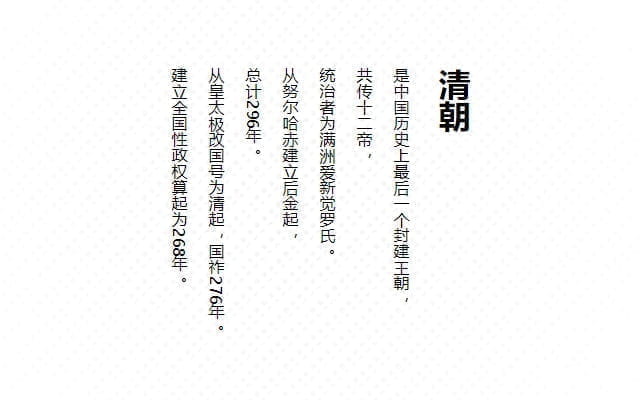 清朝
是中国历史上最后一个封建王朝，
共传十二帝，
统治者为满洲爱新觉罗氏。
从努尔哈赤建立后金起，
总计296年。
从皇太极改国号为清起，国祚276年。
建立全国性政权算起为268年。